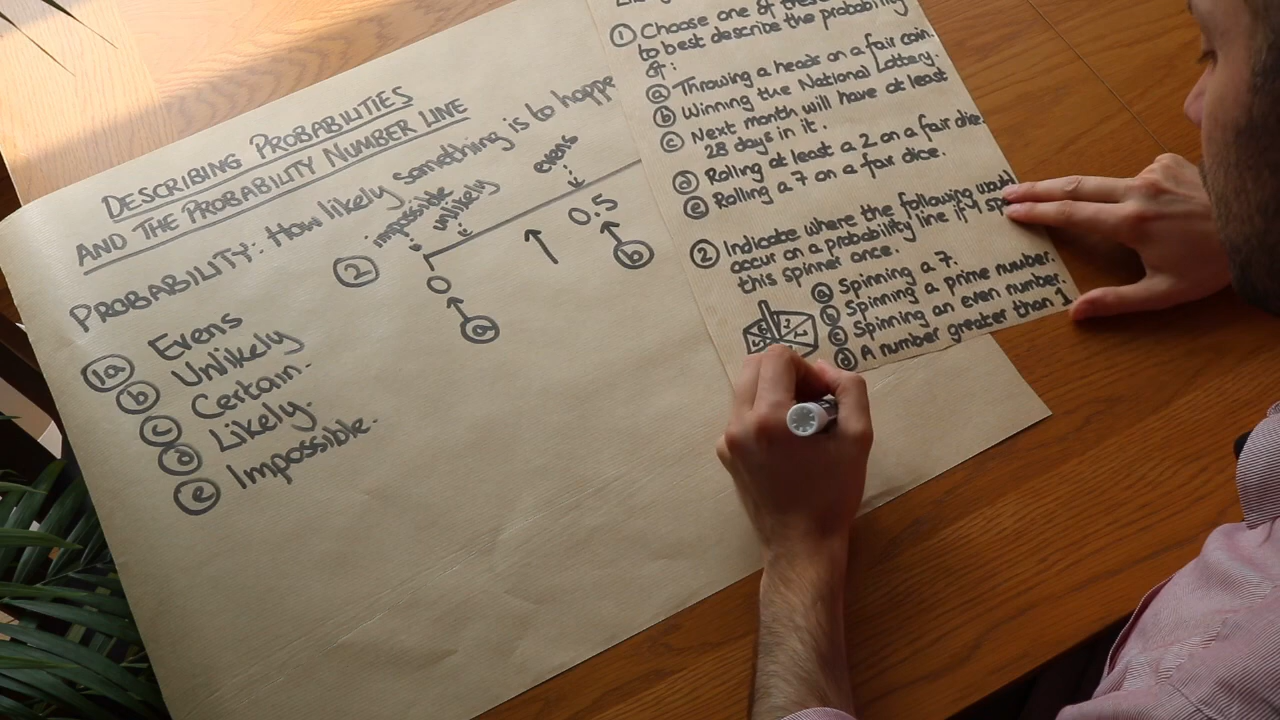 DESCRIBING PROBABILITIES
AND THE PROBABILITY NUMBER LINE
PROBABILITY: How likely something is to happe
1a Evens
b Unlikely
c Certain.
d Likely.
e Impossible.
2
impossible
unlikely
evens
0
0.5
a
b
1 Choose one of these
to best describe the probability
of:
a Throwing a heads on a fair coin.
b Winning the National Lottery.
c Next month will have at least
28 days in it.
d Rolling at least a 2 on a fair dice.
e Rolling a 7 on a fair dice.
2 Indicate where the following would
occur on a probability line if I spi
this spinner once.
a Spinning a 7.
b Spinning a prime number.
c Spinning an even number.
d A number greater than 1